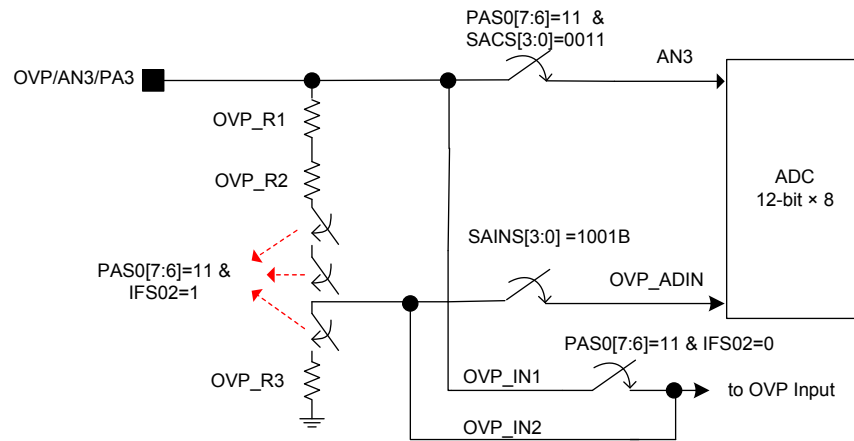 PAS0[7:6]=11 &
SACS[3:0]=0011
OVP/AN3/PA3
AN3
OVP_R1
OVP_R2
ADC
12-bit × 8
SAINS[3:0] =1001B
PAS0[7:6]=11 &
IFS02=1
OVP_ADIN
PAS0[7:6]=11 & IFS02=0
OVP_R3
OVP_IN1
to OVP Input
OVP_IN2